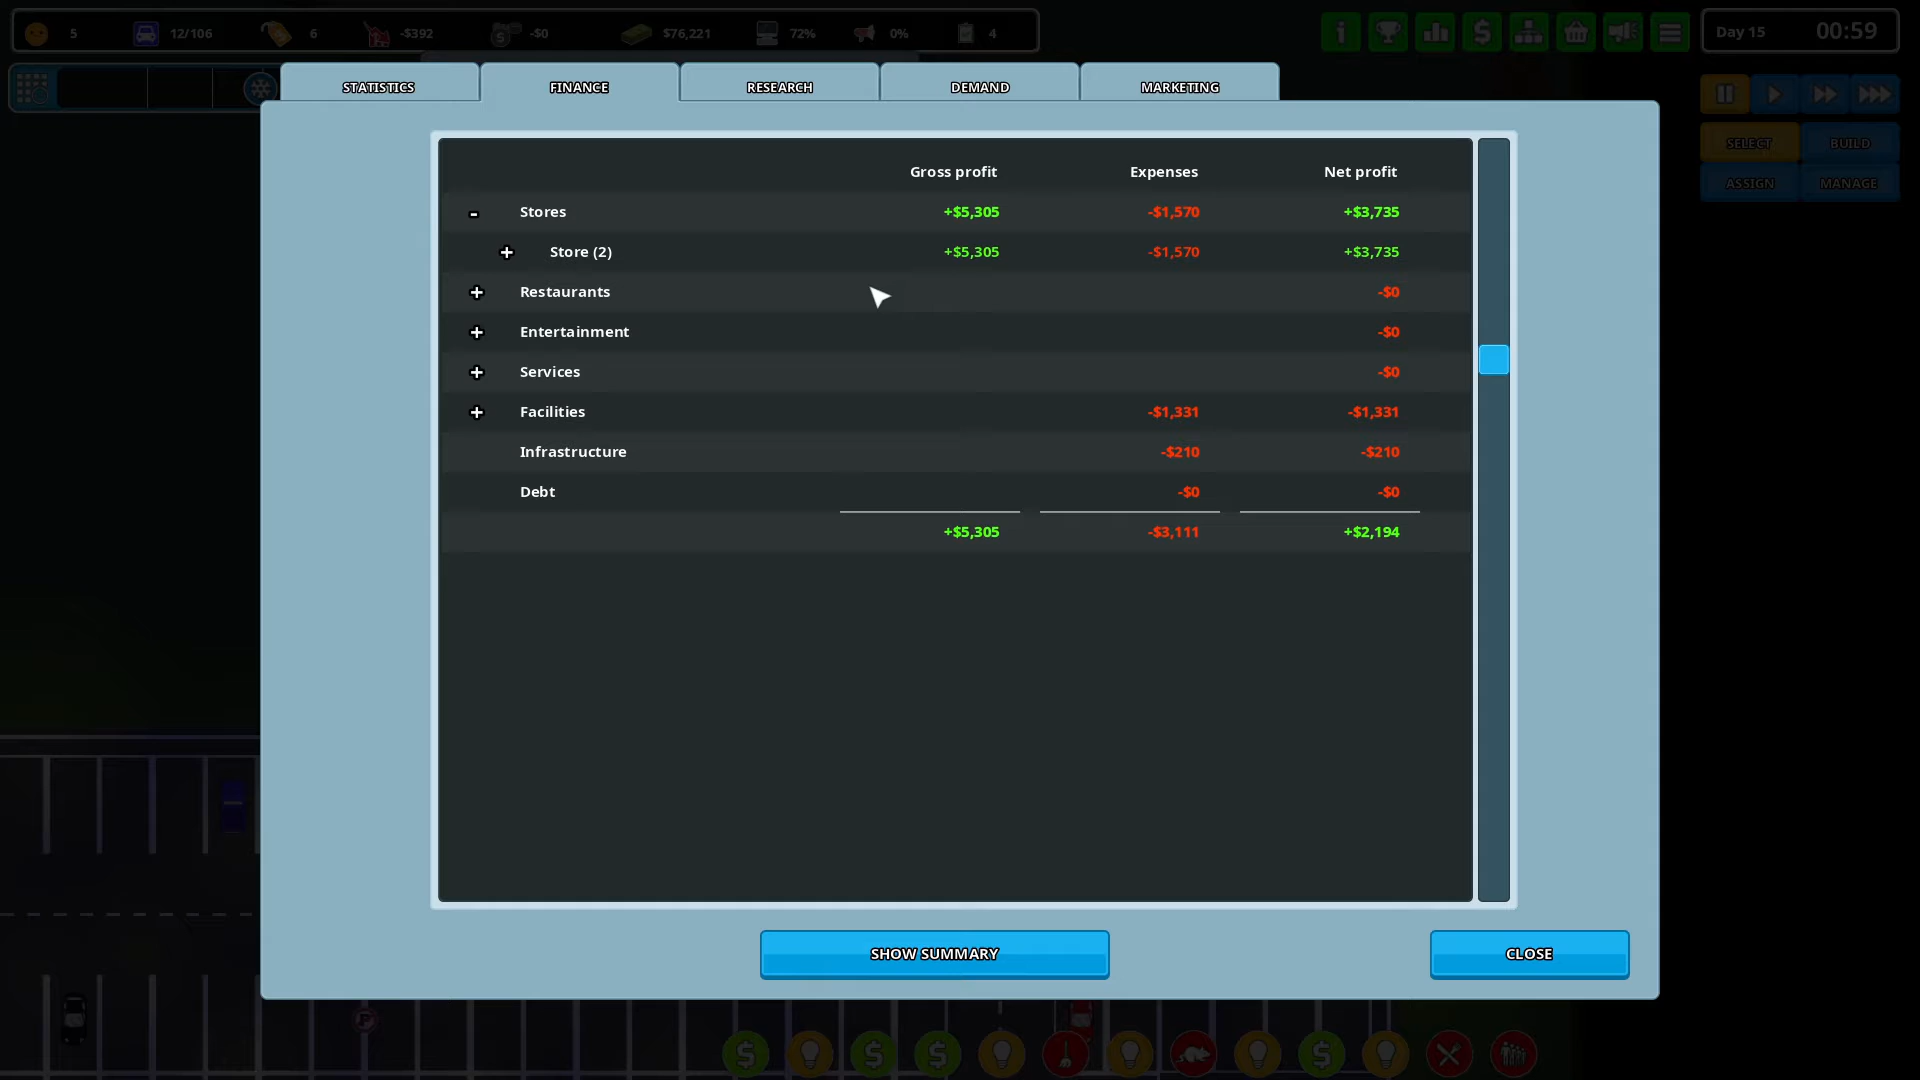 5 12/106 6 -$392 -$0 $76,221 72% 0% 4 Day 15 00:59
STATISTICS FINANCE RESEARCH DEMAND MARKETING
Gross profit Expenses Net profit
SELECT BUILD
ASSIGN MANAGE
- Stores +$5,305 -$1,570 +$3,735
+ Store (2) +$5,305 -$1,570 +$3,735
+ Restaurants -$0
+ Entertainment -$0
+ Services -$0
+ Facilities -$1,331 -$1,331
Infrastructure -$210 -$210
Debt -$0 -$0
+$5,305 -$3,111 +$2,194
SHOW SUMMARY CLOSE